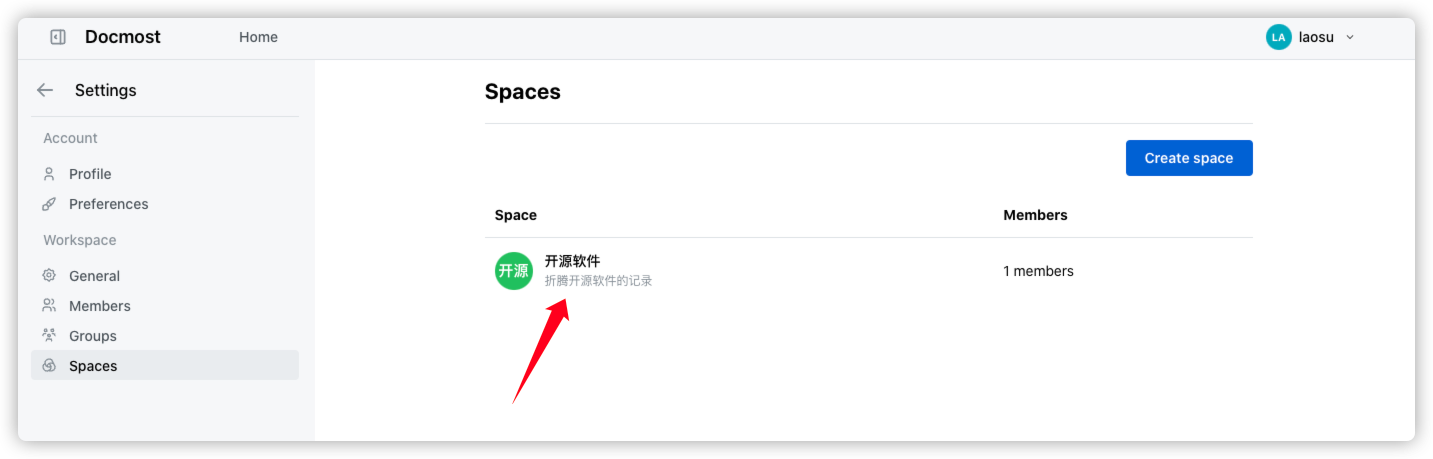 Docmost
Home
LA
laosu
Settings
Account
Profile
Preferences
Workspace
General
Members
Groups
Spaces
Spaces
Create space
Space
Members
开源
开源软件
折腾开源软件的记录
1 members